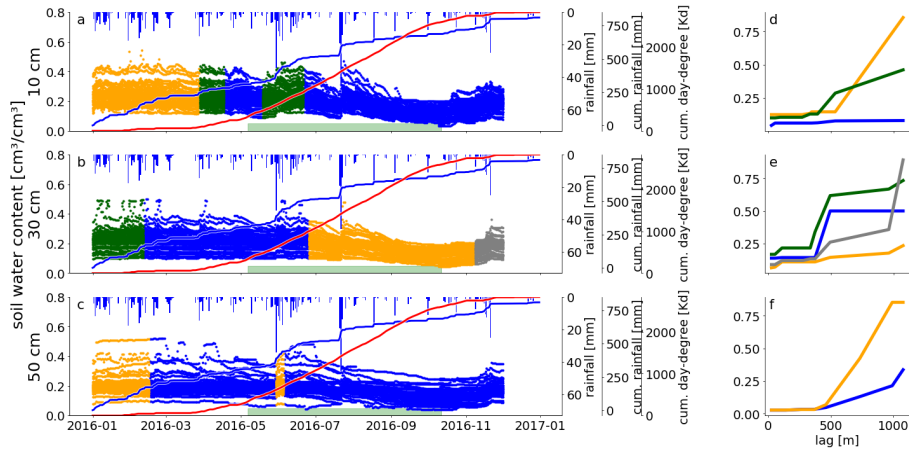 a
0.8
0.6
0.4
0.2
0.0
10 cm
0
20
40
60
rainfall [mm]
750
500
250
0
cum. rainfall [mm]
2000
1000
0
cum. day-degree [Kd]
d
0.75
0.50
0.25
soil water content [cm³/cm³]
b
0.8
0.6
0.4
0.2
0.0
30 cm
0
20
40
60
rainfall [mm]
750
500
250
0
cum. rainfall [mm]
2000
1000
0
cum. day-degree [Kd]
e
0.75
0.50
0.25
c
0.8
0.6
0.4
0.2
0.0
50 cm
0
20
40
60
rainfall [mm]
750
500
250
0
cum. rainfall [mm]
2000
1000
0
cum. day-degree [Kd]
f
0.75
0.50
0.25
0.00
2016-01 2016-03 2016-05 2016-07 2016-09 2016-11 2017-01
0 500 1000
lag [m]